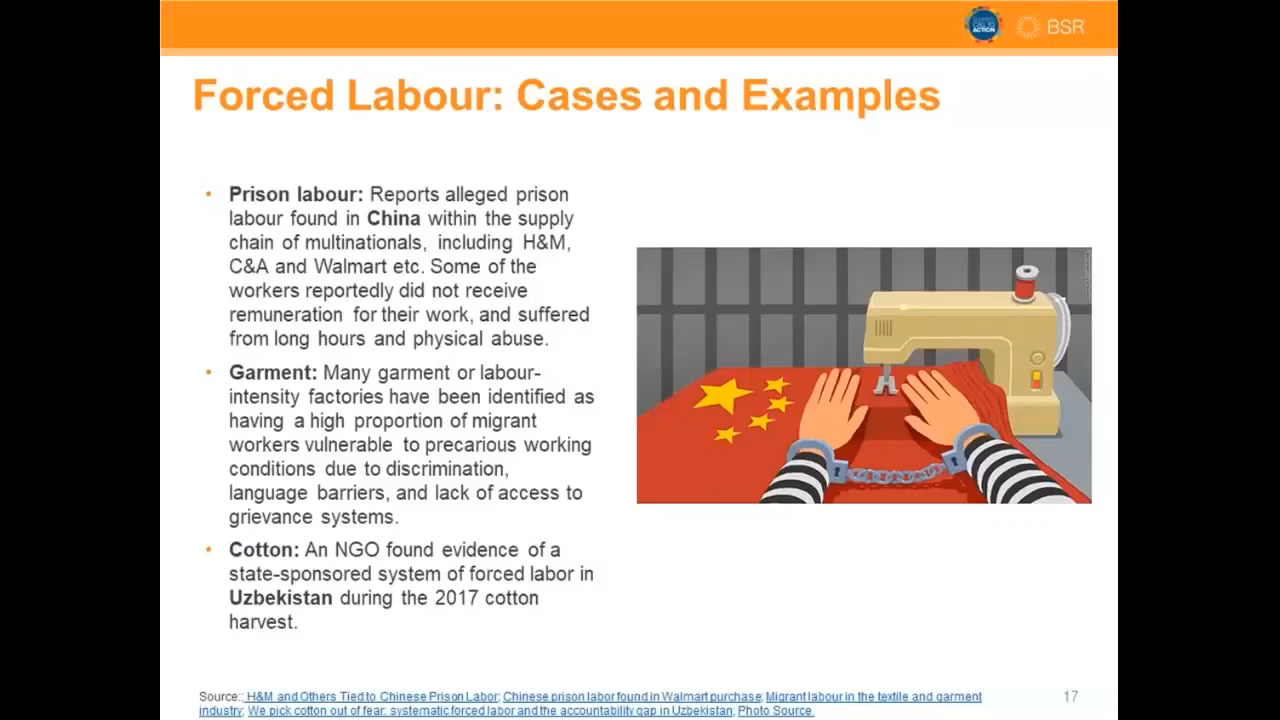 CALL TO
ACTION
BSR
Forced Labour: Cases and Examples
• Prison labour: Reports alleged prison
labour found in China within the supply
chain of multinationals, including H&M,
C&A and Walmart etc. Some of the
workers reportedly did not receive
remuneration for their work, and suffered
from long hours and physical abuse.
• Garment: Many garment or labour-
intensity factories have been identified as
having a high proportion of migrant
workers vulnerable to precarious working
conditions due to discrimination,
language barriers, and lack of access to
grievance systems.
• Cotton: An NGO found evidence of a
state-sponsored system of forced labor in
Uzbekistan during the 2017 cotton
harvest.
Source:; H&M and Others Tied to Chinese Prison Labor; Chinese prison labor found in Walmart purchase; Migrant labour in the textile and garment
industry; We pick cotton out of fear: systematic forced labor and the accountability gap in Uzbekistan; Photo Source.
17